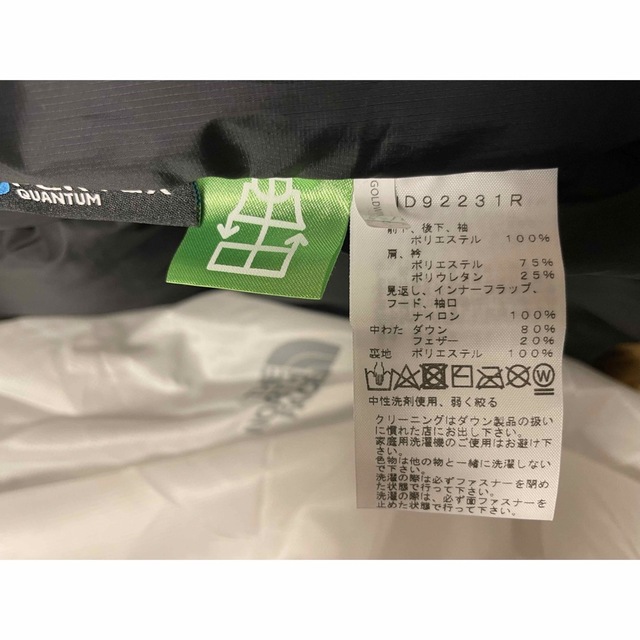 QUANTUM
GOLDWIN
ND92231R
前下、後下、袖
ポリエステル 100%
肩、衿
ポリエステル 75%
ポリウレタン 25%
見返し、インナーフラップ、
フード、袖口
ナイロン 100%
中わた ダウン 80%
フェザー 20%
裏地 ポリエステル 100%
中性洗剤使用、弱く絞る
クリーニングはダウン製品の扱い
に慣れた店にお出し下さい。
家庭用洗濯機のご使用はお避け下
さい。
色物は他の物と一緒に洗濯しない
で下さい。
洗濯の際は必ずファスナーを閉め
た状態で行って下さい。
洗濯の際は、必ず面ファスナーを
止めた状態で行って下さい。